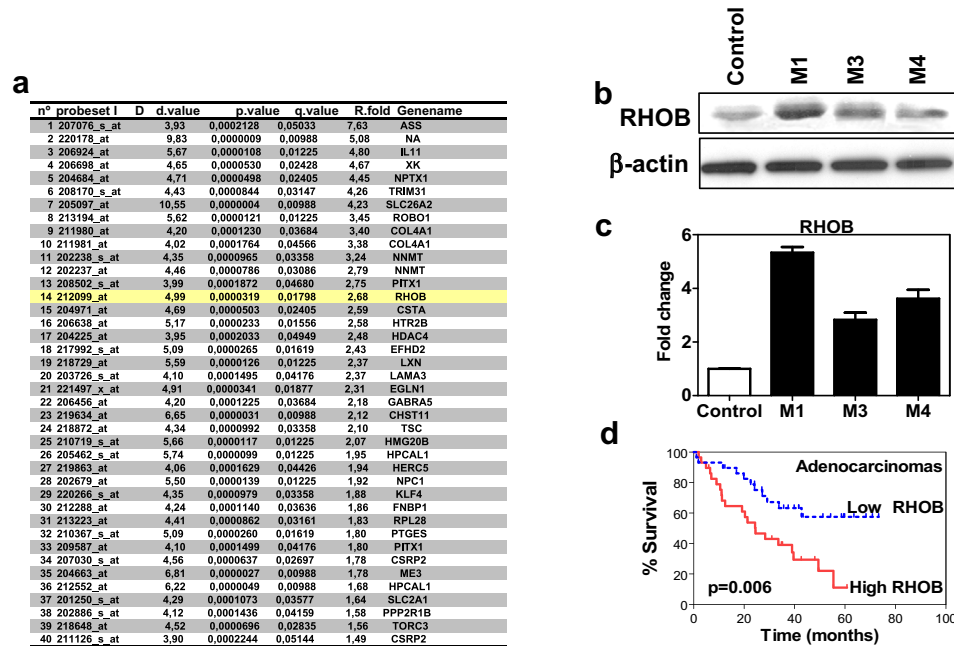 a
nº probeset I D d.value p.value q.value R.fold Genename
1 207076_s_at 3,93 0,0002128 0,05033 7,63 ASS
2 220178_at 9,83 0,0000009 0,00988 5,08 NA
3 206924_at 5,67 0,0000108 0,01225 4,80 IL11
4 206698_at 4,65 0,0000530 0,02428 4,67 XK
5 204684_at 4,71 0,0000498 0,02405 4,45 NPTX1
6 208170_s_at 4,43 0,0000844 0,03147 4,26 TRIM31
7 205097_at 10,55 0,0000004 0,00988 4,23 SLC26A2
8 213194_at 5,62 0,0000121 0,01225 3,45 ROBO1
9 211980_at 4,20 0,0001230 0,03684 3,40 COL4A1
10 211981_at 4,02 0,0001764 0,04566 3,38 COL4A1
11 202238_s_at 4,35 0,0000965 0,03358 3,24 NNMT
12 202237_at 4,46 0,0000786 0,03086 2,79 NNMT
13 208502_s_at 3,99 0,0001872 0,04680 2,75 PITX1
14 212099_at 4,99 0,0000319 0,01798 2,68 RHOB
15 204971_at 4,69 0,0000503 0,02405 2,59 CSTA
16 206638_at 5,17 0,0000233 0,01556 2,58 HTR2B
17 204225_at 3,95 0,0002033 0,04949 2,48 HDAC4
18 217992_s_at 5,09 0,0000265 0,01619 2,43 EFHD2
19 218729_at 5,59 0,0000126 0,01225 2,37 LXN
20 203726_s_at 4,10 0,0001495 0,04176 2,37 LAMA3
21 221497_x_at 4,91 0,0000341 0,01877 2,31 EGLN1
22 206456_at 4,20 0,0001225 0,03684 2,18 GABRA5
23 219634_at 6,65 0,0000031 0,00988 2,12 CHST11
24 218872_at 4,34 0,0000992 0,03358 2,10 TSC
25 210719_s_at 5,66 0,0000117 0,01225 2,07 HMG20B
26 205462_s_at 5,74 0,0000099 0,01225 1,95 HPCAL1
27 219863_at 4,06 0,0001629 0,04426 1,94 HERC5
28 202679_at 5,50 0,0000139 0,01225 1,92 NPC1
29 220266_s_at 4,35 0,0000979 0,03358 1,88 KLF4
30 212288_at 4,24 0,0001140 0,03636 1,86 FNBP1
31 213223_at 4,41 0,0000862 0,03161 1,83 RPL28
32 210367_s_at 5,09 0,0000260 0,01619 1,80 PTGES
33 209587_at 4,10 0,0001499 0,04176 1,80 PITX1
34 207030_s_at 4,56 0,0000637 0,02697 1,78 CSRP2
35 204663_at 6,81 0,0000027 0,00988 1,78 ME3
36 212552_at 6,22 0,0000049 0,00988 1,68 HPCAL1
37 201250_s_at 4,29 0,0001073 0,03577 1,64 SLC2A1
38 202886_s_at 4,12 0,0001436 0,04159 1,58 PPP2R1B
39 218648_at 4,52 0,0000696 0,02835 1,56 TORC3
40 211126_s_at 3,90 0,0002244 0,05144 1,49 CSRP2
b
Control M1 M3 M4
RHOB
β-actin
c
RHOB
Fold change
6
4
2
0
Control M1 M3 M4
d
Adenocarcinomas
Low RHOB
High RHOB
p=0.006
% Survival
100
80
60
40
20
0
0 20 40 60 80 100
Time (months)